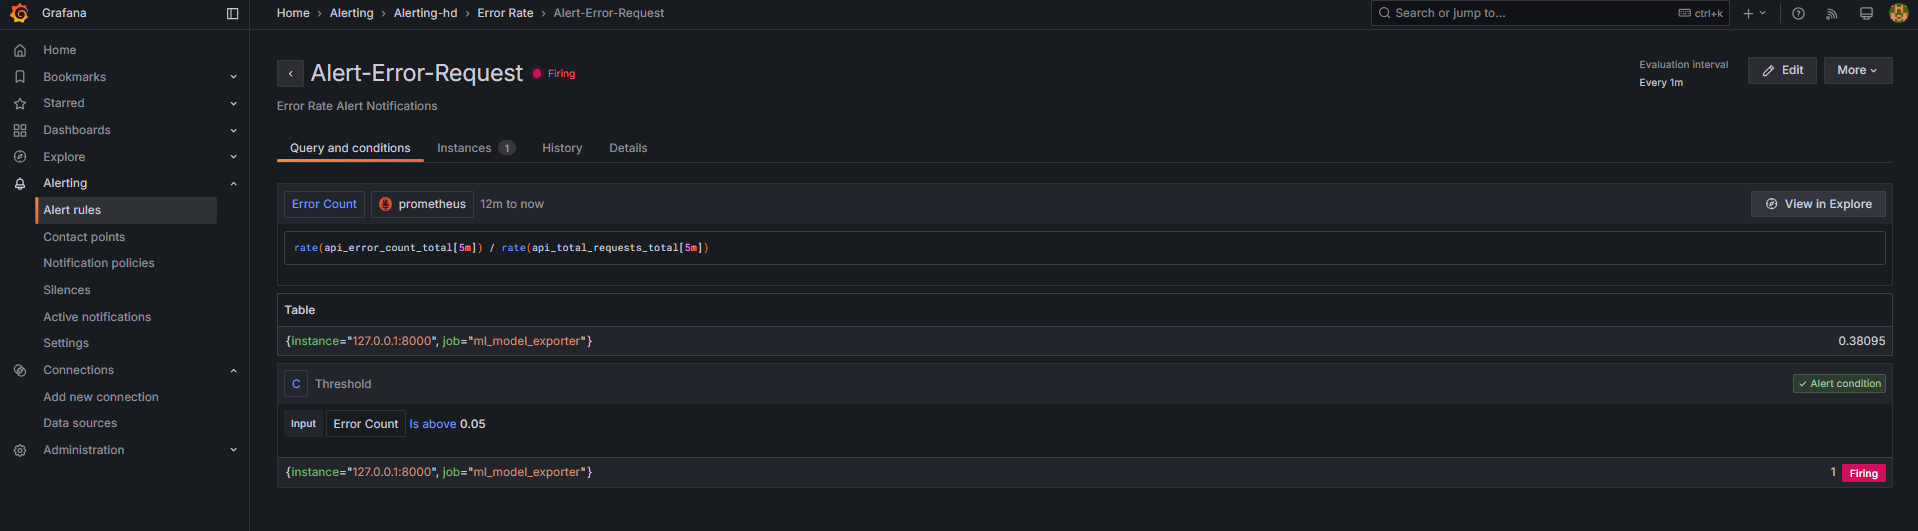 Grafana
Home › Alerting › Alerting-hd › Error Rate › Alert-Error-Request
Search or jump to... ctrl+k
Home
Bookmarks
Starred
Dashboards
Explore
Alerting
Alert rules
Contact points
Notification policies
Silences
Active notifications
Settings
Connections
Add new connection
Data sources
Administration
Alert-Error-Request Firing
Error Rate Alert Notifications
Evaluation interval
Every 1m
Edit
More
Query and conditions Instances 1 History Details
Error Count prometheus 12m to now View in Explore
rate(api_error_count_total[5m]) / rate(api_total_requests_total[5m])
Table
{instance="127.0.0.1:8000", job="ml_model_exporter"} 0.38095
C Threshold Alert condition
Input Error Count Is above 0.05
{instance="127.0.0.1:8000", job="ml_model_exporter"} 1 Firing